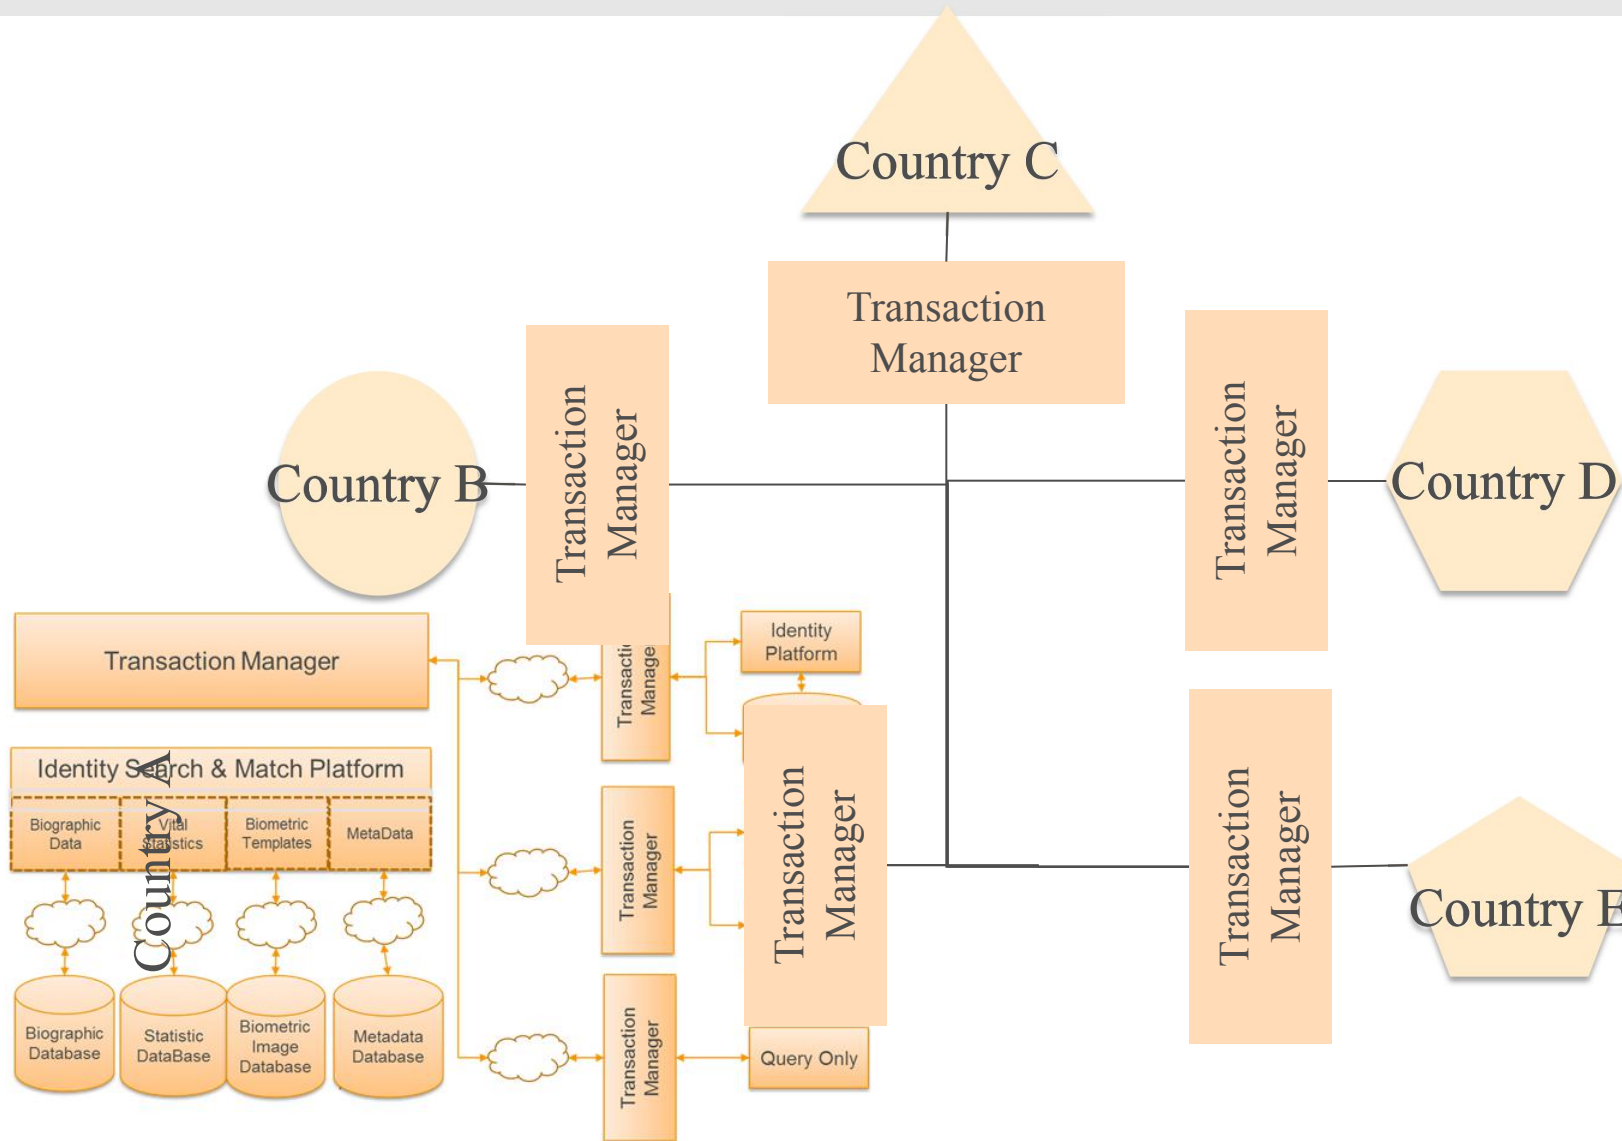 Country C
Transaction
Manager
Transaction
Manager
Transaction
Manager
Country B
Country D
Transaction Manager
Identity
Platform
Identity Search & Match Platform
Country A
Biographic
Data
Vital
Statistics
Biometric
Templates
MetaData
Transaction
Manager
Transaction
Manager
Transaction
Manager
Country E
Biographic
Database
Statistic
DataBase
Biometric
Image
Database
Metadata
Database
Transaction
Manager
Query Only